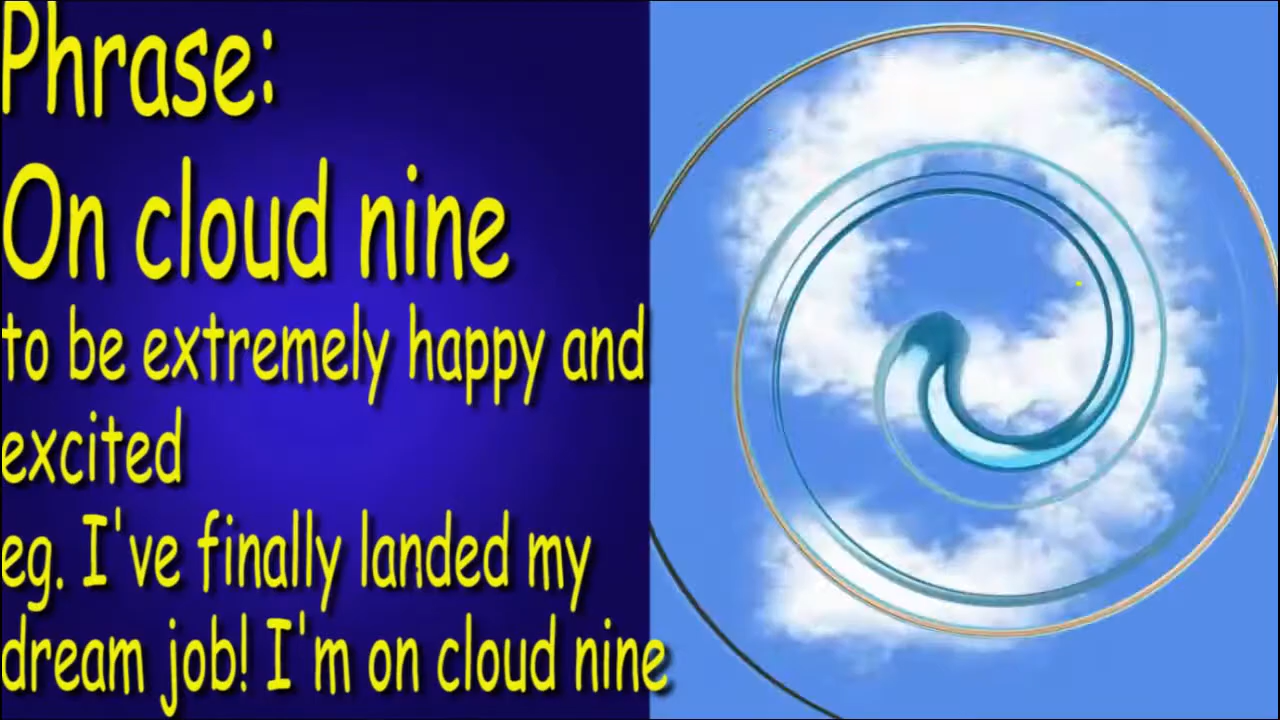 Phrase:
On cloud nine
to be extremely happy and
excited
eg. I've finally landed my
dream job! I'm on cloud nine